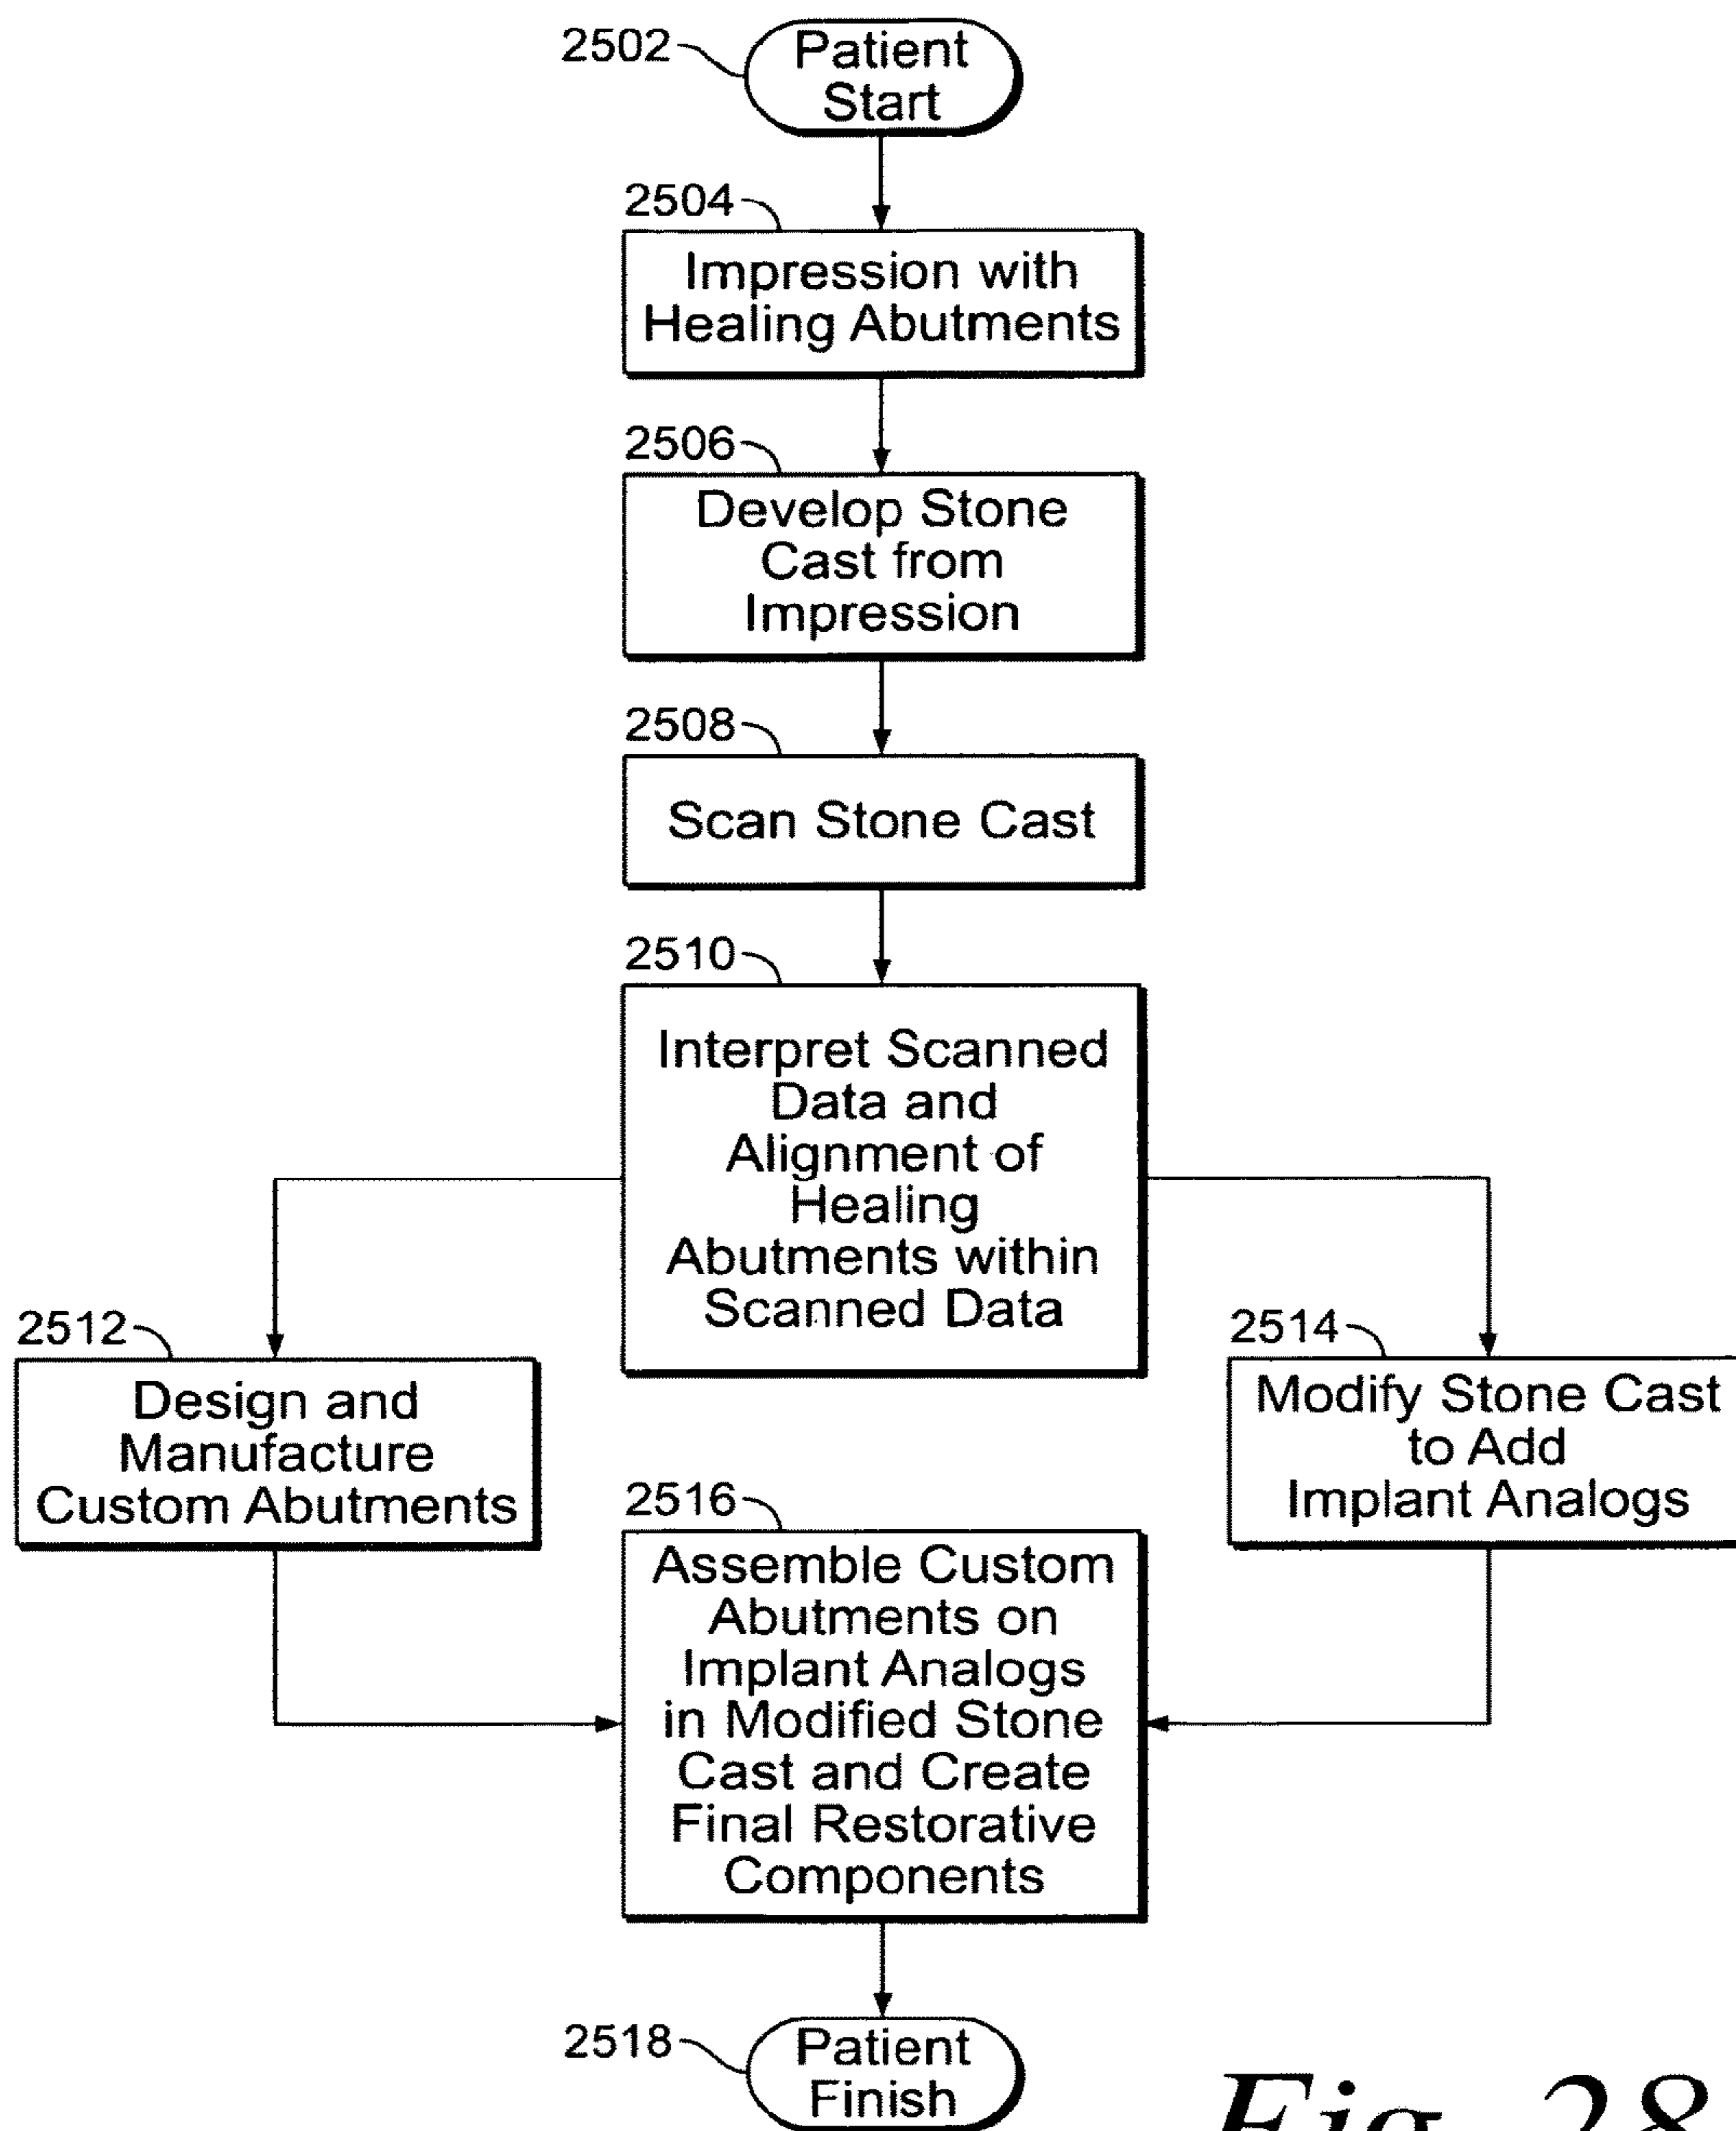 2502
Patient
Start
2504
Impression with
Healing Abutments
2506
Develop Stone
Cast from
Impression
2508
Scan Stone Cast
2510
Interpret Scanned
Data and
Alignment of
Healing
Abutments within
Scanned Data
2512
Design and
Manufacture
Custom Abutments
2514
Modify Stone Cast
to Add
Implant Analogs
2516
Assemble Custom
Abutments on
Implant Analogs
in Modified Stone
Cast and Create
Final Restorative
Components
2518
Patient
Finish
Fig. 28